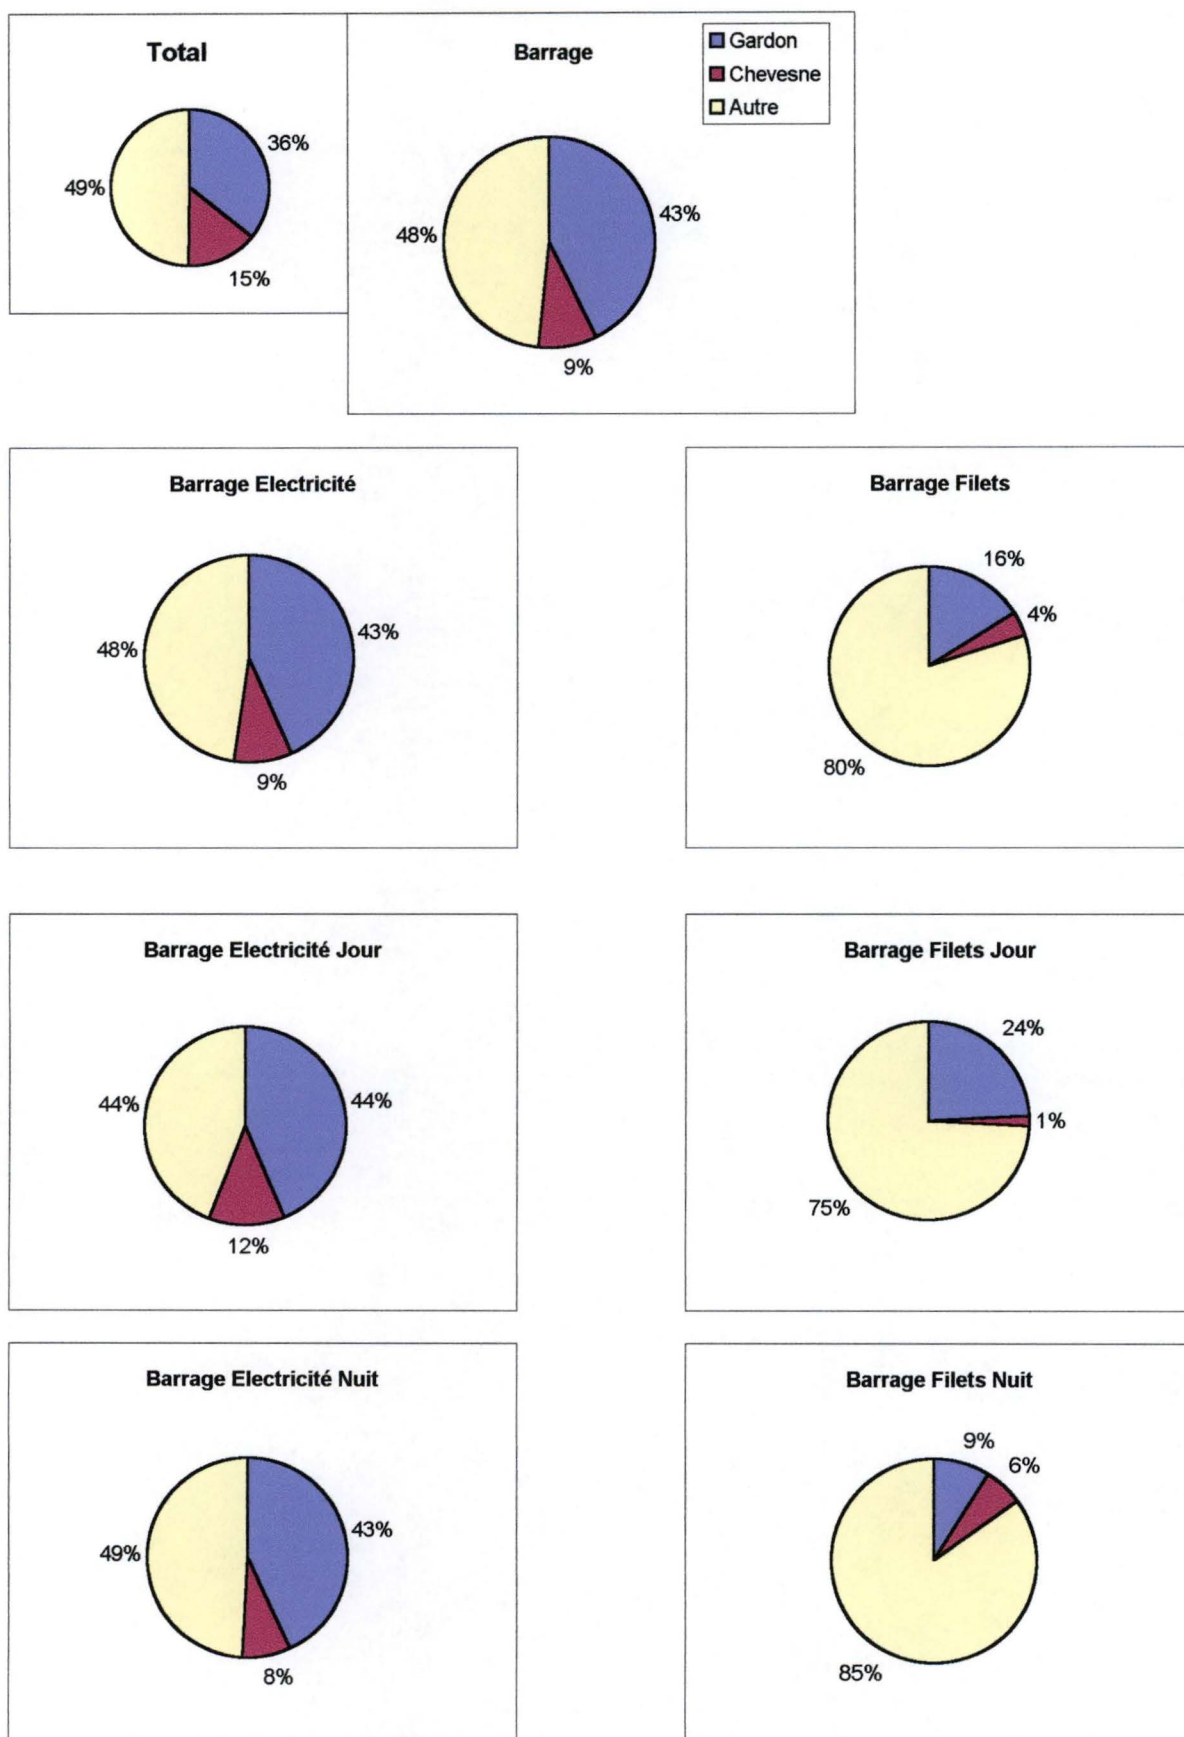 Total
36%
49%
15%
Barrage
Gardon
Chevesne
Autre
43%
48%
9%
Barrage Electricité
43%
48%
9%
Barrage Filets
16%
4%
80%
Barrage Electricité Jour
44%
44%
12%
Barrage Filets Jour
24%
1%
75%
Barrage Electricité Nuit
43%
49%
8%
Barrage Filets Nuit
9%
6%
85%